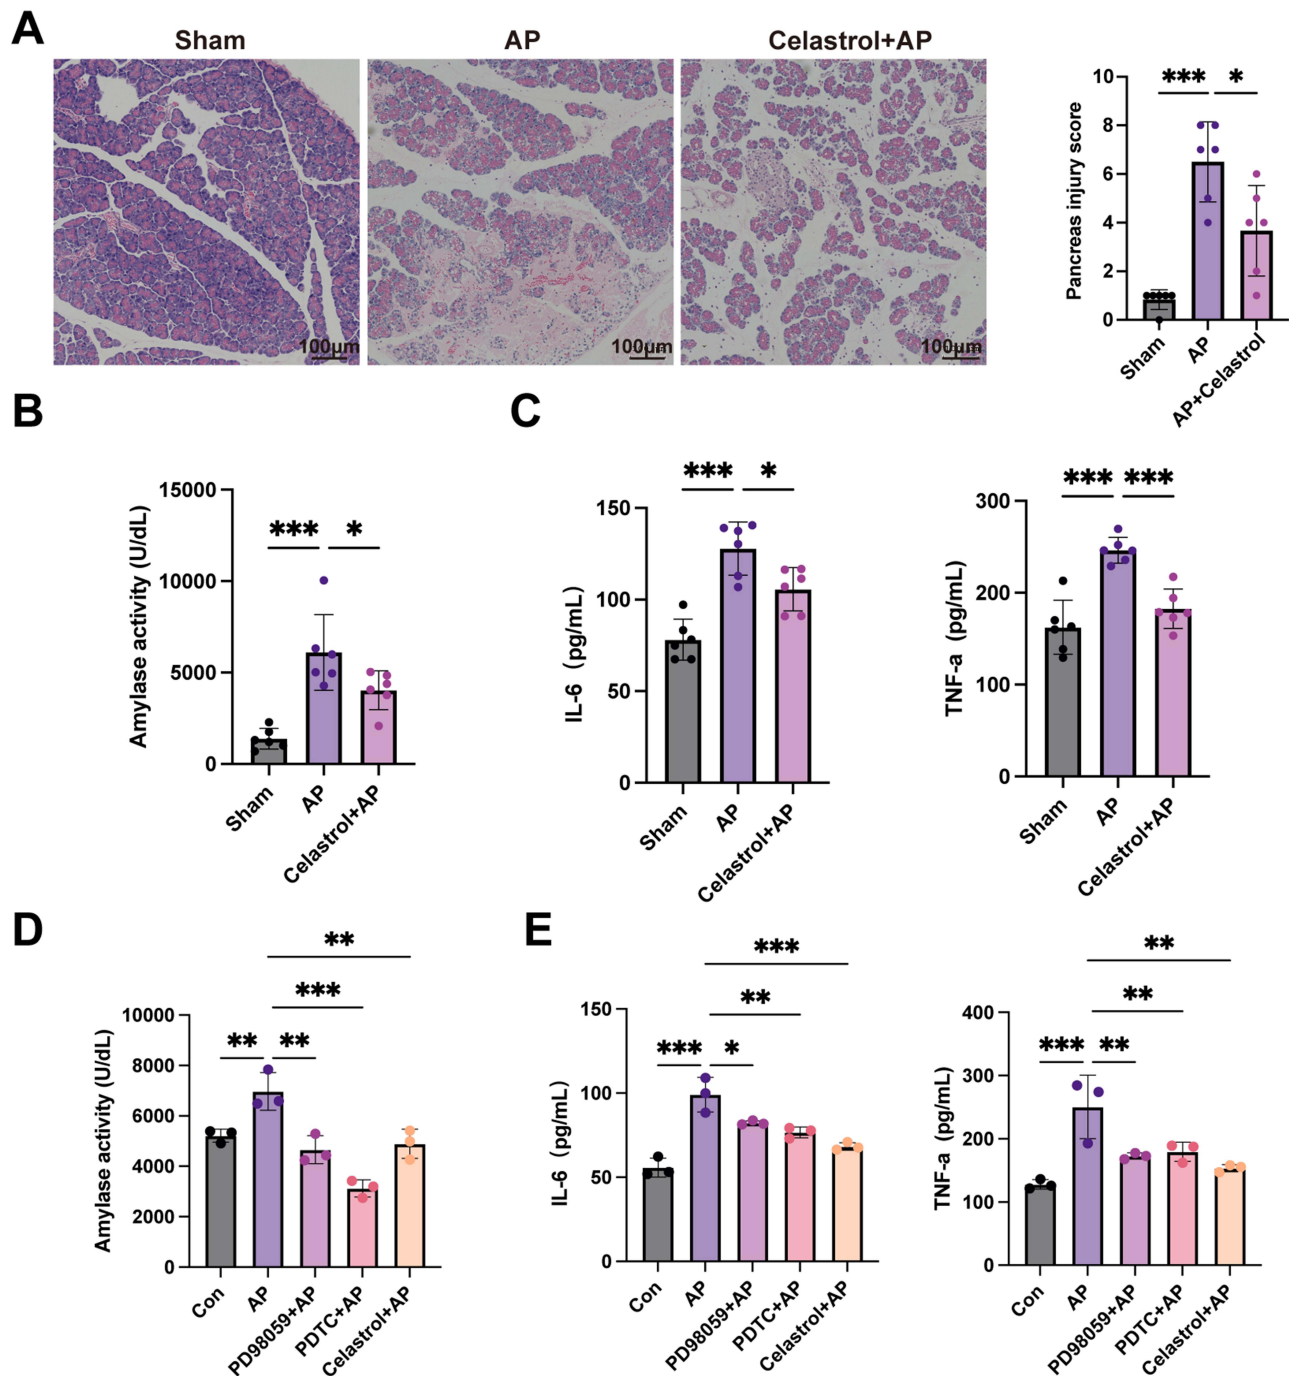 A
Sham
AP
Celastrol+AP
100μm
100μm
100μm
Pancreas injury score
10
8
6
4
2
0
*** *
Sham
AP
AP+Celastrol
B
Amylase activity (U/dL)
15000
10000
5000
0
*** *
Sham
AP
Celastrol+AP
C
IL-6 (pg/mL)
150
100
50
0
*** *
Sham
AP
Celastrol+AP
TNF-a (pg/mL)
300
200
100
0
*** ***
Sham
AP
Celastrol+AP
D
Amylase activity (U/dL)
10000
8000
6000
4000
2000
0
**
***
** **
Con
AP
PD98059+AP
PDTC+AP
Celastrol+AP
E
IL-6 (pg/mL)
150
100
50
0
***
**
*** *
Con
AP
PD98059+AP
PDTC+AP
Celastrol+AP
TNF-a (pg/mL)
400
300
200
100
0
**
**
*** **
Con
AP
PD98059+AP
PDTC+AP
Celastrol+AP